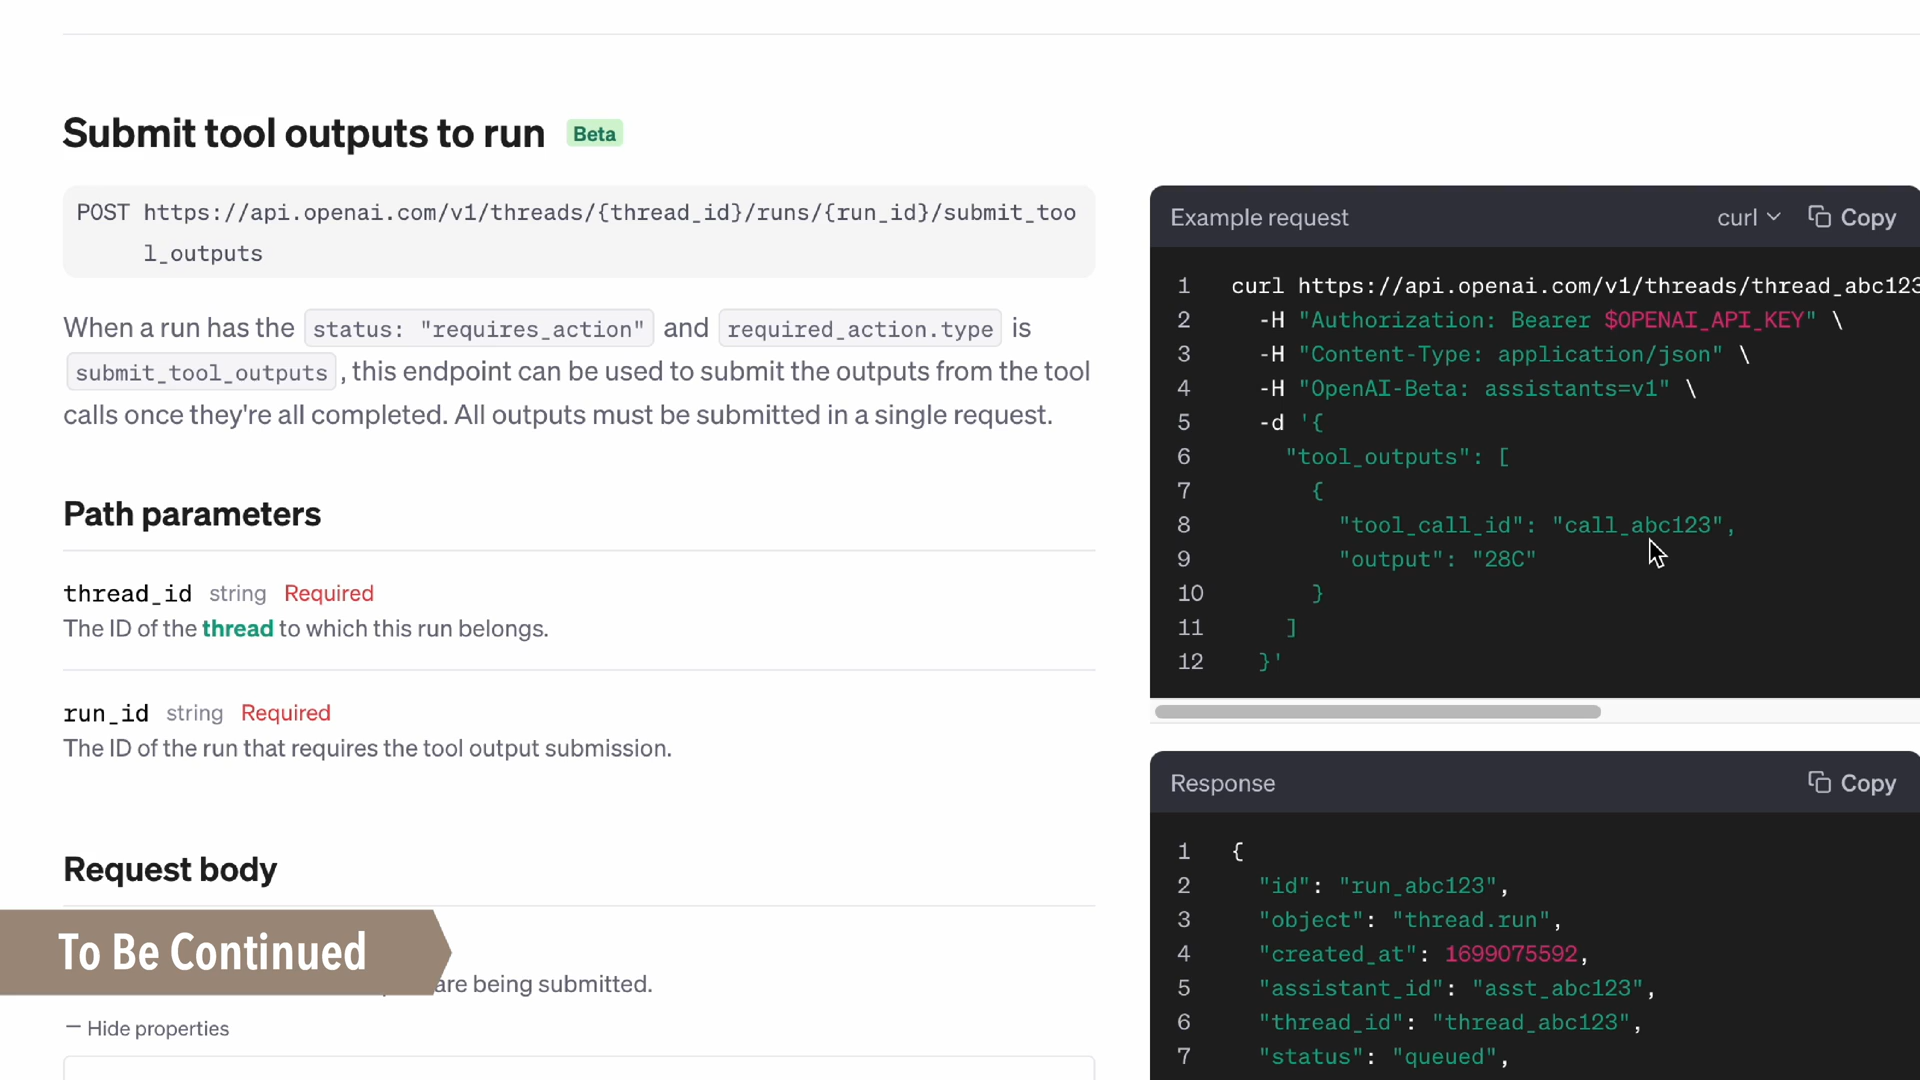 Submit tool outputs to run Beta
POST https://api.openai.com/v1/threads/{thread_id}/runs/{run_id}/submit_too
l_outputs
When a run has the status: "requires_action" and required_action.type is
submit_tool_outputs , this endpoint can be used to submit the outputs from the tool
calls once they're all completed. All outputs must be submitted in a single request.
Path parameters
thread_id string Required
The ID of the thread to which this run belongs.
run_id string Required
The ID of the run that requires the tool output submission.
Request body
To Be Continued
are being submitted.
— Hide properties
Example request curl Copy
1 curl https://api.openai.com/v1/threads/thread_abc123
2 -H "Authorization: Bearer $OPENAI_API_KEY" \
3 -H "Content-Type: application/json" \
4 -H "OpenAI-Beta: assistants=v1" \
5 -d '{
6 "tool_outputs": [
7 {
8 "tool_call_id": "call_abc123",
9 "output": "28C"
10 }
11 ]
12 }'
Response Copy
1 {
2 "id": "run_abc123",
3 "object": "thread.run",
4 "created_at": 1699075592,
5 "assistant_id": "asst_abc123",
6 "thread_id": "thread_abc123",
7 "status": "queued",